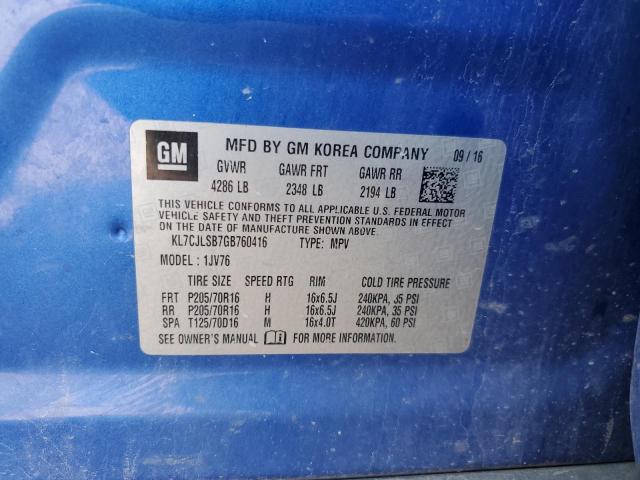 GM MFD BY GM KOREA COMPANY 09/16
GVWR GAWR FRT GAWR RR
4286 LB 2348 LB 2194 LB
THIS VEHICLE CONFORMS TO ALL APPLICABLE U.S. FEDERAL MOTOR
VEHICLE SAFETY AND THEFT PREVENTION STANDARDS IN EFFECT
ON THE DATE OF MANUFACTURE SHOWN ABOVE.
KL7CJLSB7GB760416 TYPE: MPV
MODEL : 1JV76
TIRE SIZE SPEED RTG RIM COLD TIRE PRESSURE
FRT P205/70R16 H 16x6.5J 240KPA, 35 PSI
RR P205/70R16 H 16x6.5J 240KPA, 35 PSI
SPA T125/70D16 M 16x4.0T 420KPA, 60 PSI
SEE OWNER'S MANUAL FOR MORE INFORMATION.